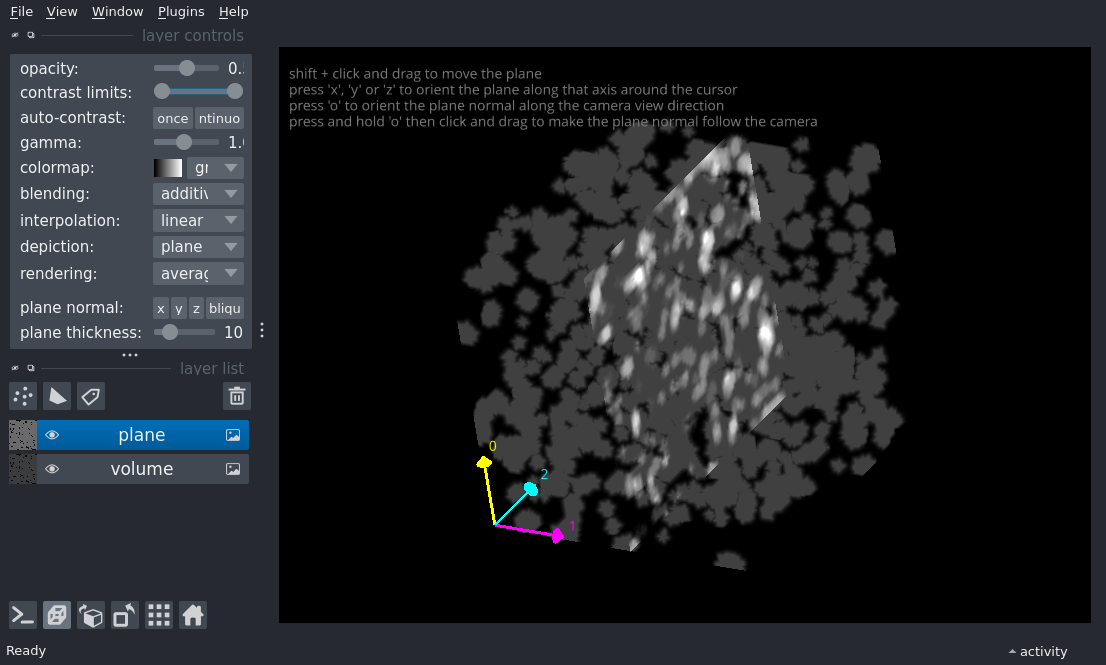 File View Window Plugins Help
layer controls
opacity: 0.
contrast limits:
auto-contrast: once ntinuo
gamma: 1.
colormap: gr
blending: additiv
interpolation: linear
depiction: plane
rendering: averag
plane normal: x y z bliqu
plane thickness: 10
layer list
plane
volume
shift + click and drag to move the plane
press 'x', 'y' or 'z' to orient the plane along that axis around the cursor
press 'o' to orient the plane normal along the camera view direction
press and hold 'o' then click and drag to make the plane normal follow the camera
0
2
1
Ready
activity